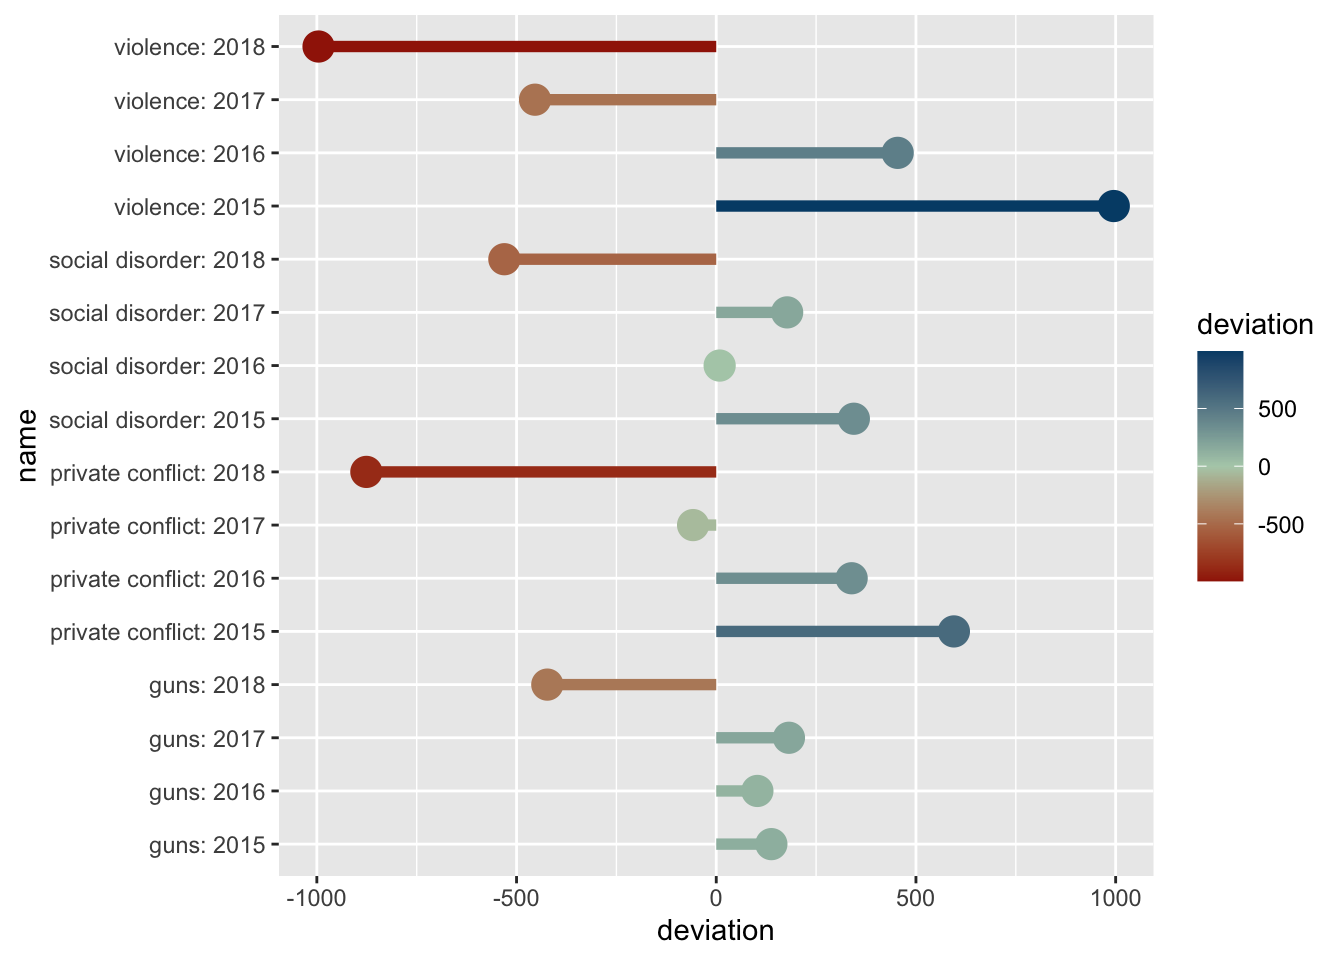 violence: 2018
violence: 2017
violence: 2016
violence: 2015
social disorder: 2018
social disorder: 2017
social disorder: 2016
social disorder: 2015
private conflict: 2018
private conflict: 2017
private conflict: 2016
private conflict: 2015
guns: 2018
guns: 2017
guns: 2016
guns: 2015
name
-1000
-500
0
500
1000
deviation
deviation
500
0
-500